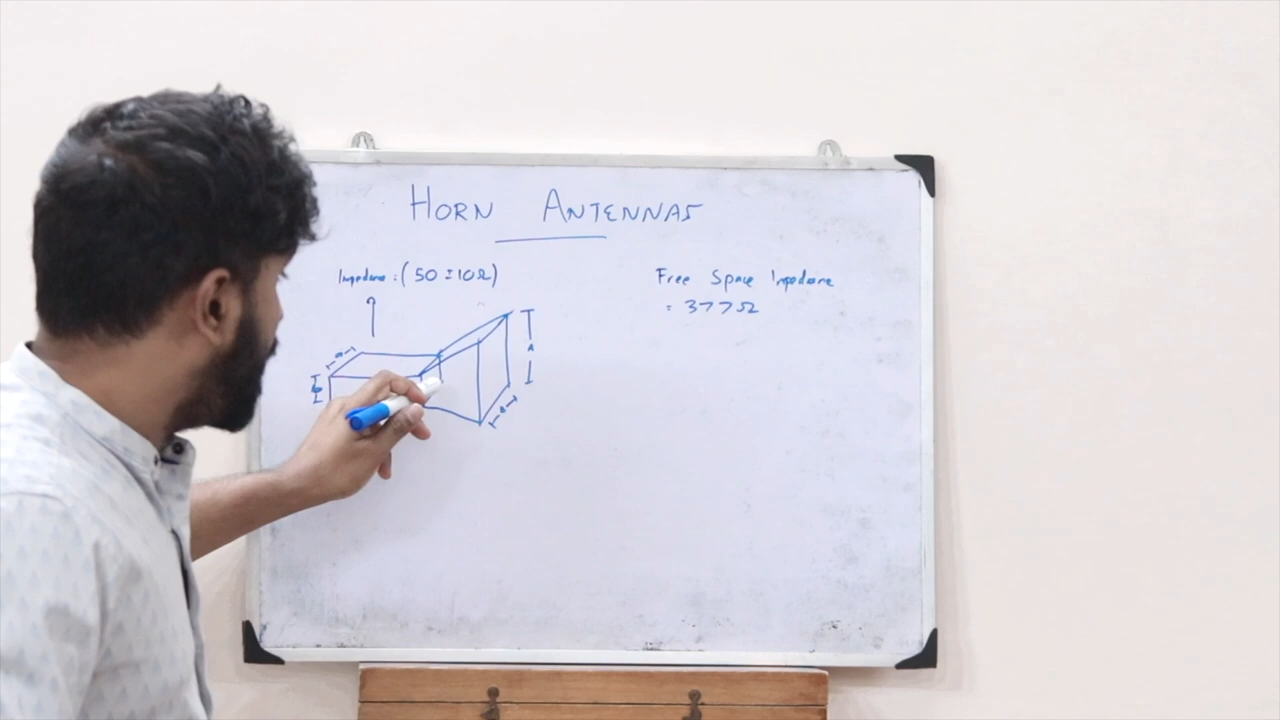 HORN ANTENNAS
Impedance : (50 ± 10Ω)
Free Space Impedance
= 377Ω
a
b
A
B